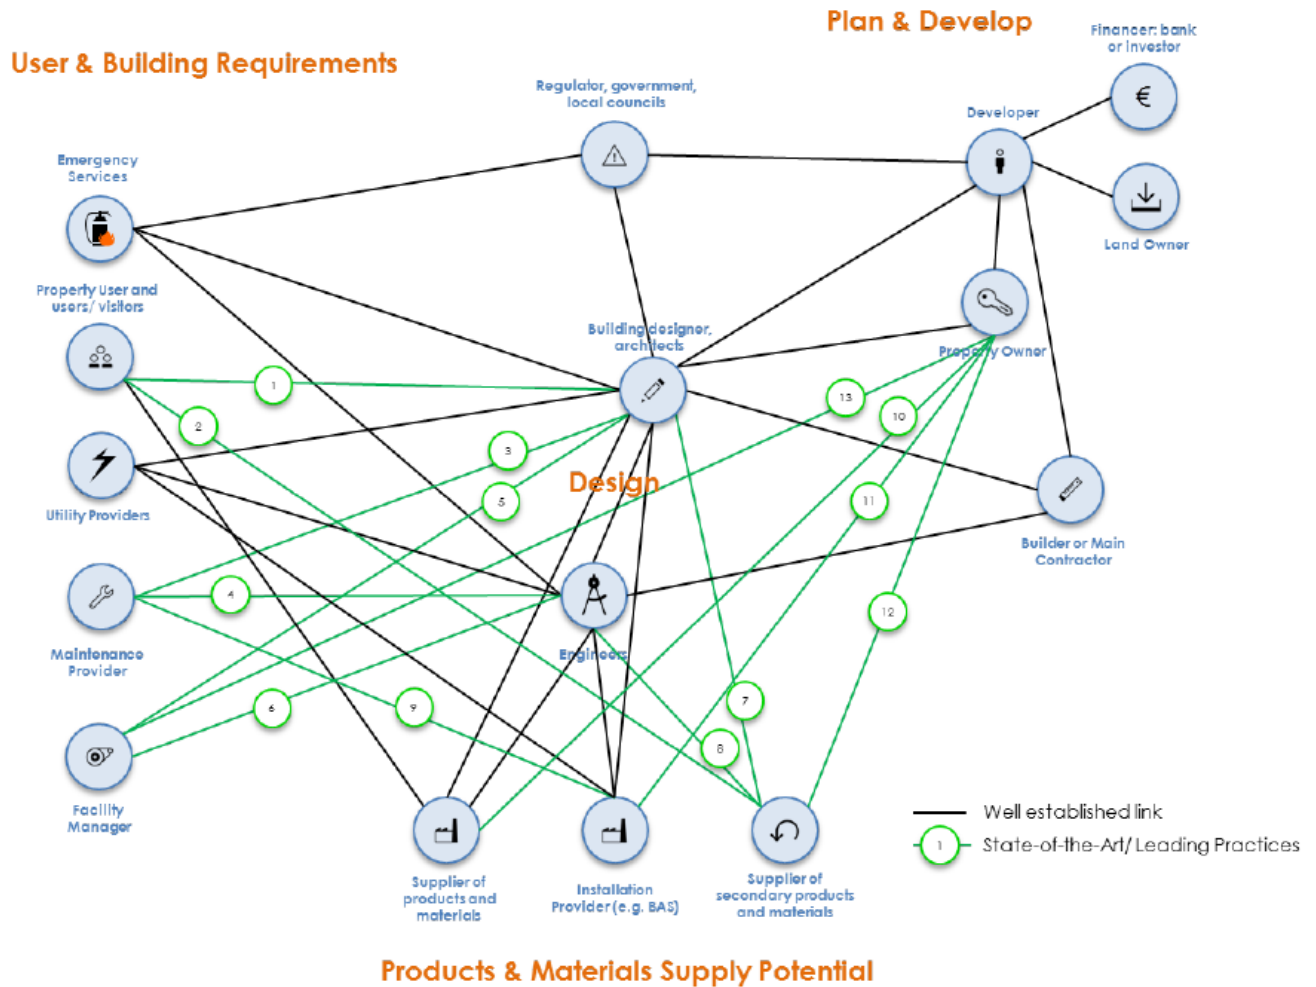 Plan & Develop
Financer: bank
or investor
User & Building Requirements
Regulator, government,
local councils
Developer
€
Emergency
Services
Land Owner
Property User and
users/ visitors
Building designer,
architects
Property Owner
1
13
10
2
3
Design
5
11
Utility Providers
Builder or Main
Contractor
4
12
Maintenance
Provider
Engineers
6
9
7
8
Facility
Manager
Well established link
1
State-of-the-Art/ Leading Practices
Supplier of
products and
materials
Installation
Provider (e.g. BAS)
Supplier of
secondary products
and materials
Products & Materials Supply Potential